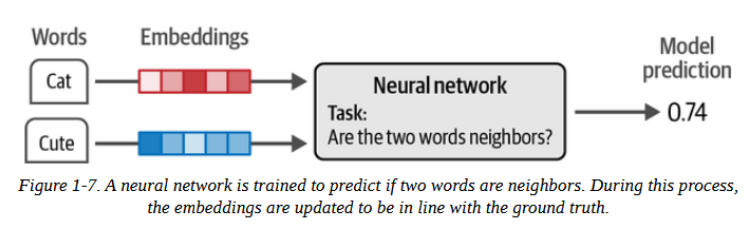 Words
Embeddings
Model
prediction
Cat
Cute
Neural network
Task:
Are the two words neighbors?
0.74
Figure 1-7. A neural network is trained to predict if two words are neighbors. During this process,
the embeddings are updated to be in line with the ground truth.